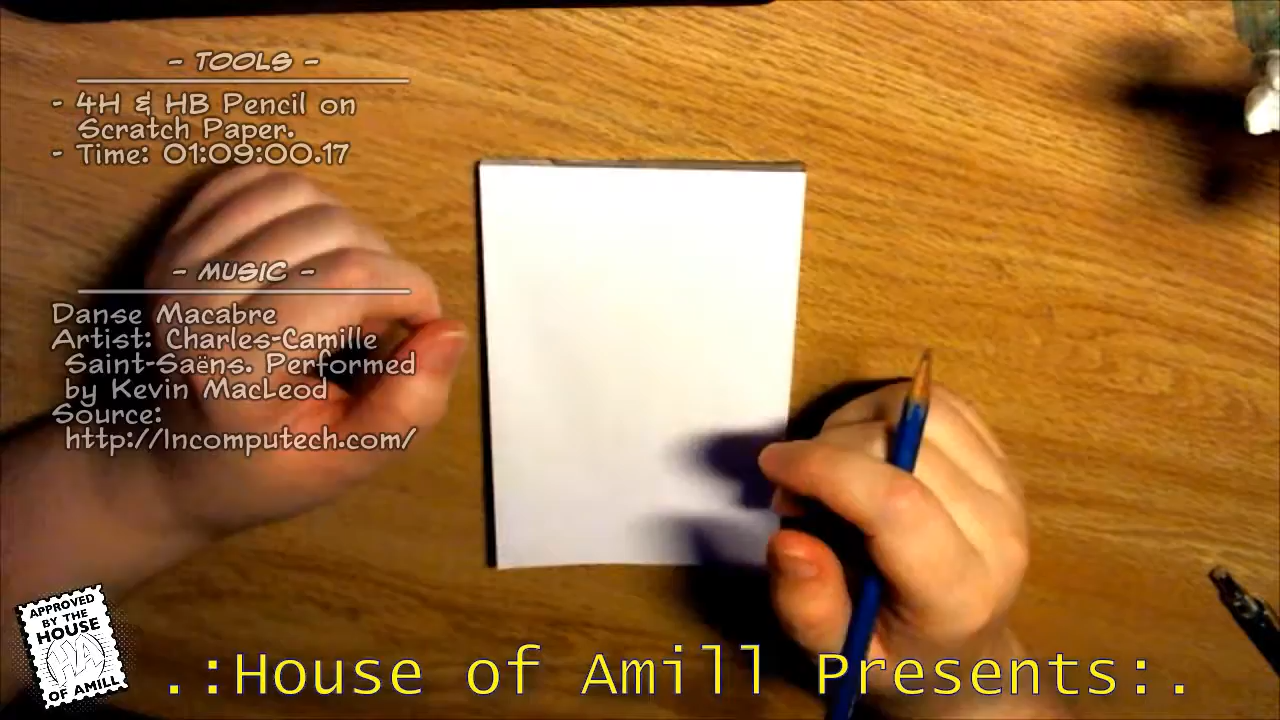 - TOOLS -
- 4H & HB Pencil on
Scratch Paper.
- Time: 01:09:00.17
- MUSIC -
Danse Macabre
Artist: Charles-Camille
Saint-Saëns. Performed
by Kevin MacLeod
Source:
http://Incomputech.com/
APPROVED
BY THE
HOUSE
HA
OF AMILL
.:House of Amill Presents:.